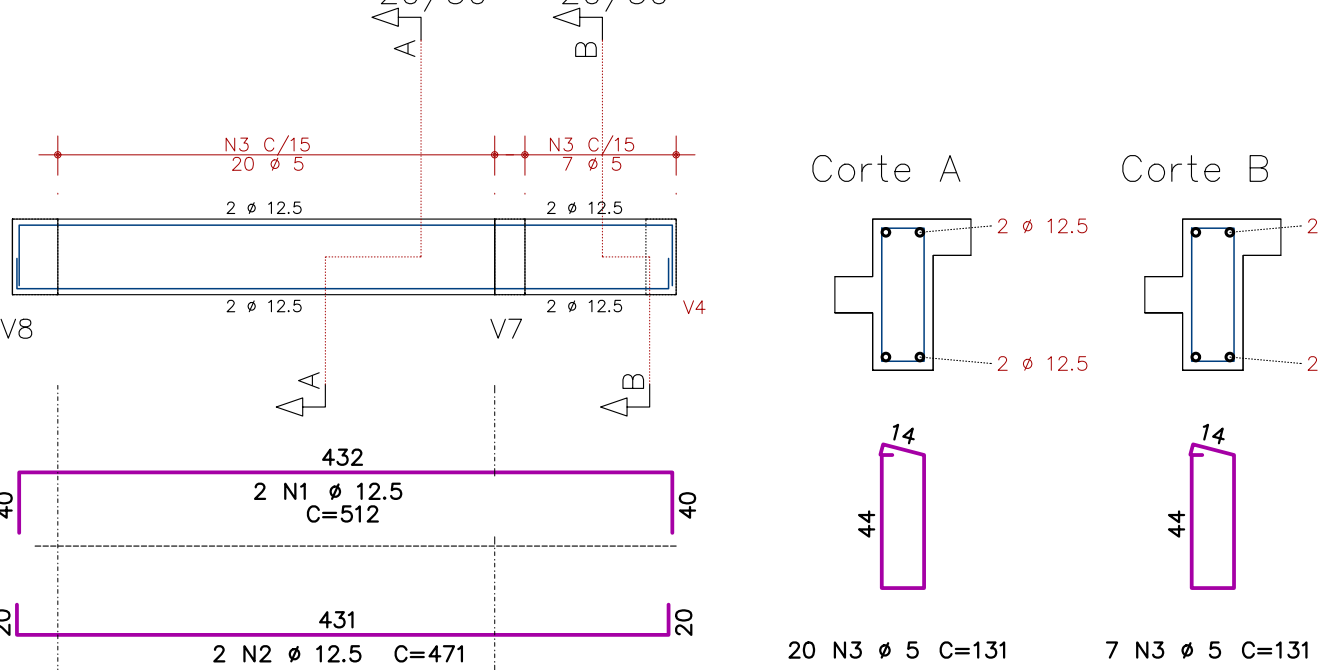 A
B
N3 C/15
20 ø 5
N3 C/15
7 ø 5
Corte A
Corte B
2 ø 12.5
2 ø 12.5
2 ø 12.5
2
2 ø 12.5
2 ø 12.5
V4
V8
V7
2 ø 12.5
2
A
B
432
40
2 N1 ø 12.5
40
C=512
14
14
44
44
20
431
20
2 N2 ø 12.5 C=471
20 N3 ø 5 C=131
7 N3 ø 5 C=131